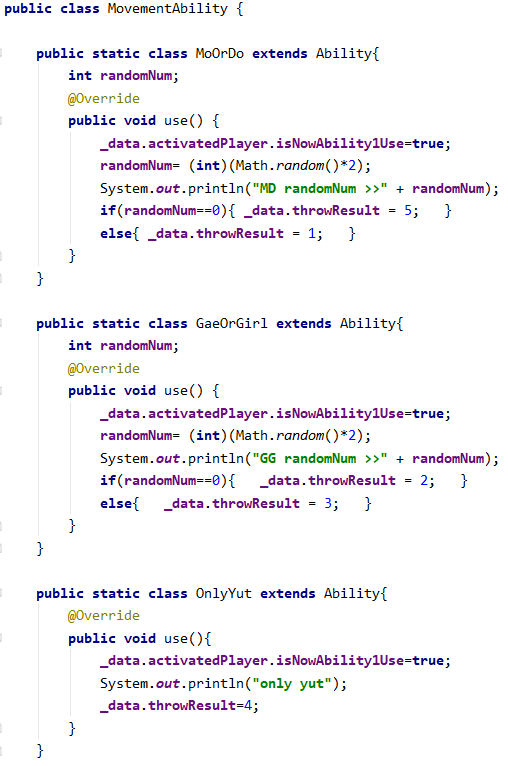 public class MovementAbility {
public static class MoOrDo extends Ability{
int randomNum;
@Override
public void use() {
_data.activatedPlayer.isNowAbility1Use=true;
randomNum= (int)(Math.random()*2);
System.out.println("MD randomNum >>" + randomNum);
if(randomNum==0){ _data.throwResult = 5;   }
else{ _data.throwResult = 1;   }
}
}
public static class GaeOrGirl extends Ability{
int randomNum;
@Override
public void use() {
_data.activatedPlayer.isNowAbility1Use=true;
randomNum= (int)(Math.random()*2);
System.out.println("GG randomNum >>" + randomNum);
if(randomNum==0){   _data.throwResult = 2;   }
else{   _data.throwResult = 3;   }
}
}
public static class OnlyYut extends Ability{
@Override
public void use(){
_data.activatedPlayer.isNowAbility1Use=true;
System.out.println("only yut");
_data.throwResult=4;
}
}